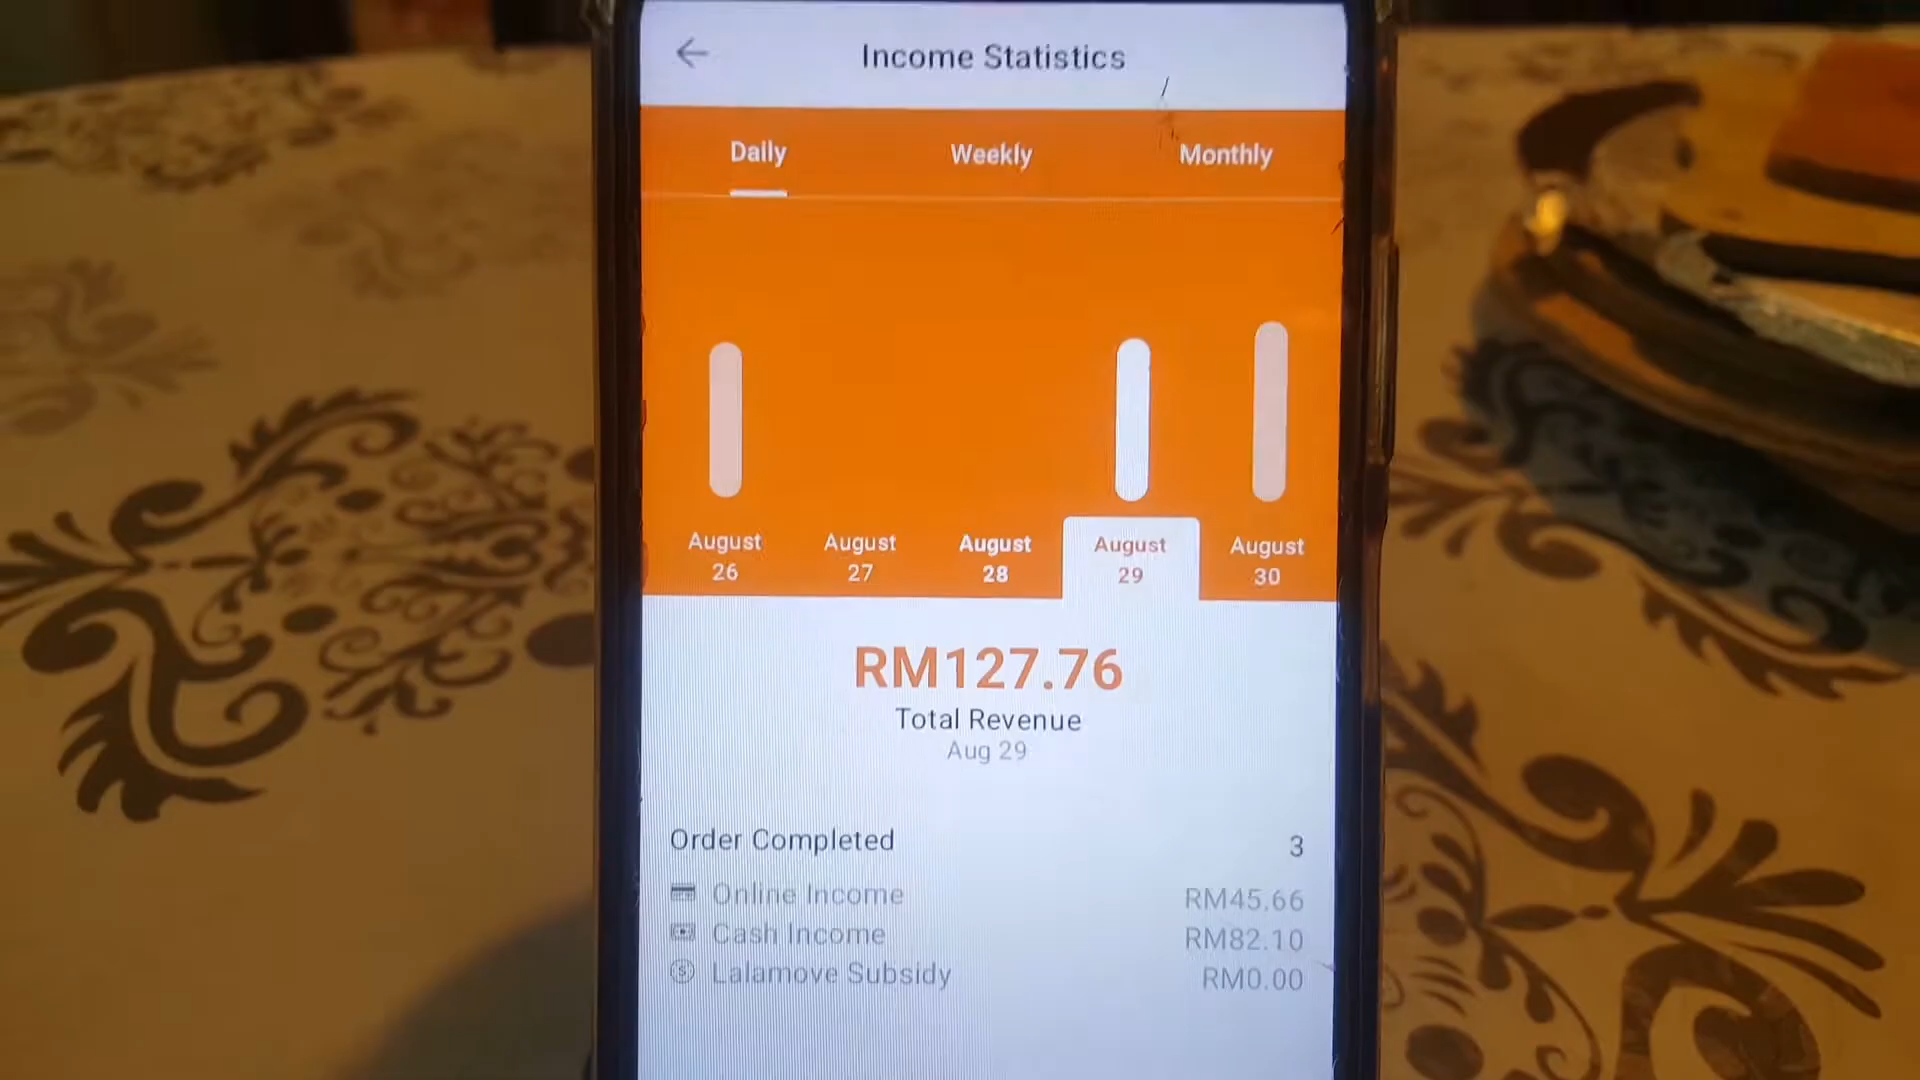 Income Statistics
Daily Weekly Monthly
August 26 August 27 August 28 August 29 August 30
RM127.76
Total Revenue
Aug 29
Order Completed 3
Online Income RM45.66
Cash Income RM82.10
Lalamove Subsidy RM0.00